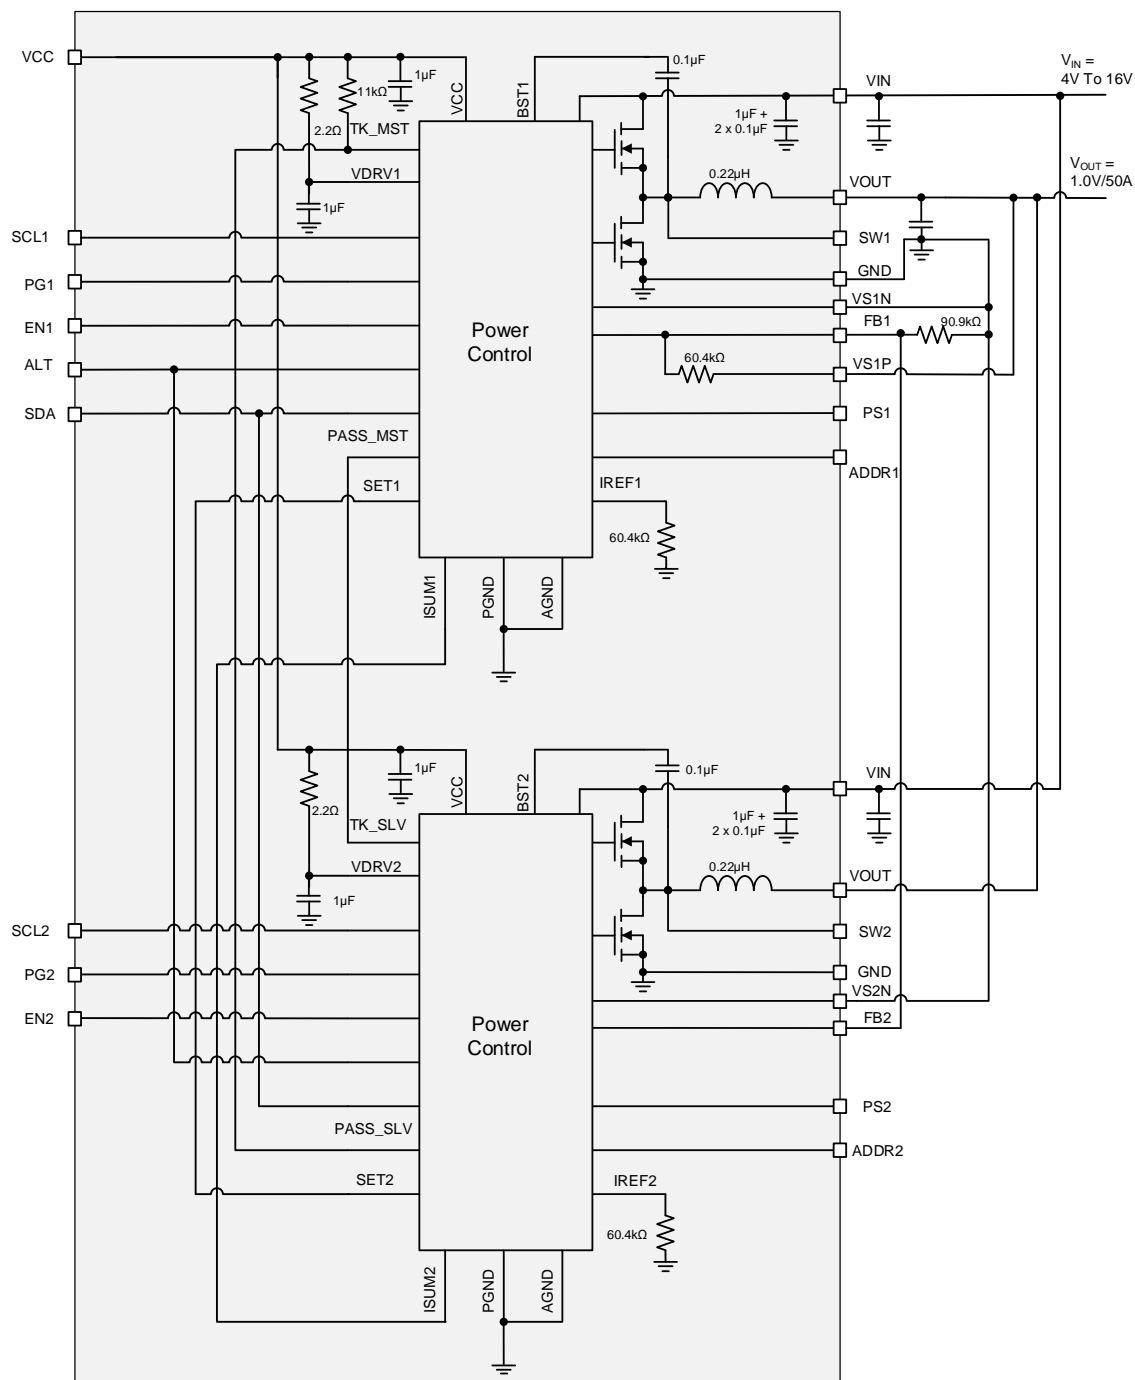 VCC
1µF
11kΩ
2.2Ω
TK_MST
VCC
BST1
0.1µF
VIN
V_IN =
4V To 16V
1µF +
2 x 0.1µF
VDRV1
1µF
0.22µH
VOUT
V_OUT =
1.0V/50A
SCL1
SW1
PG1
GND
VS1N
EN1
Power
Control
FB1
90.9kΩ
ALT
60.4kΩ
VS1P
SDA
PS1
PASS_MST
ADDR1
SET1
IREF1
60.4kΩ
ISUM1
PGND
AGND
1µF
2.2Ω
VCC
BST2
0.1µF
VIN
1µF +
2 x 0.1µF
TK_SLV
VDRV2
1µF
0.22µH
VOUT
SCL2
SW2
PG2
GND
VS2N
EN2
Power
Control
FB2
PS2
PASS_SLV
ADDR2
SET2
IREF2
60.4kΩ
ISUM2
PGND
AGND